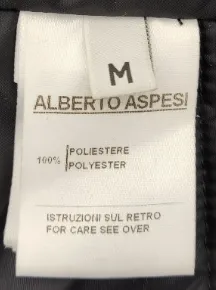 M
ALBERTO ASPESI
100% POLIESTERE
POLYESTER
ISTRUZIONI SUL RETRO
FOR CARE SEE OVER